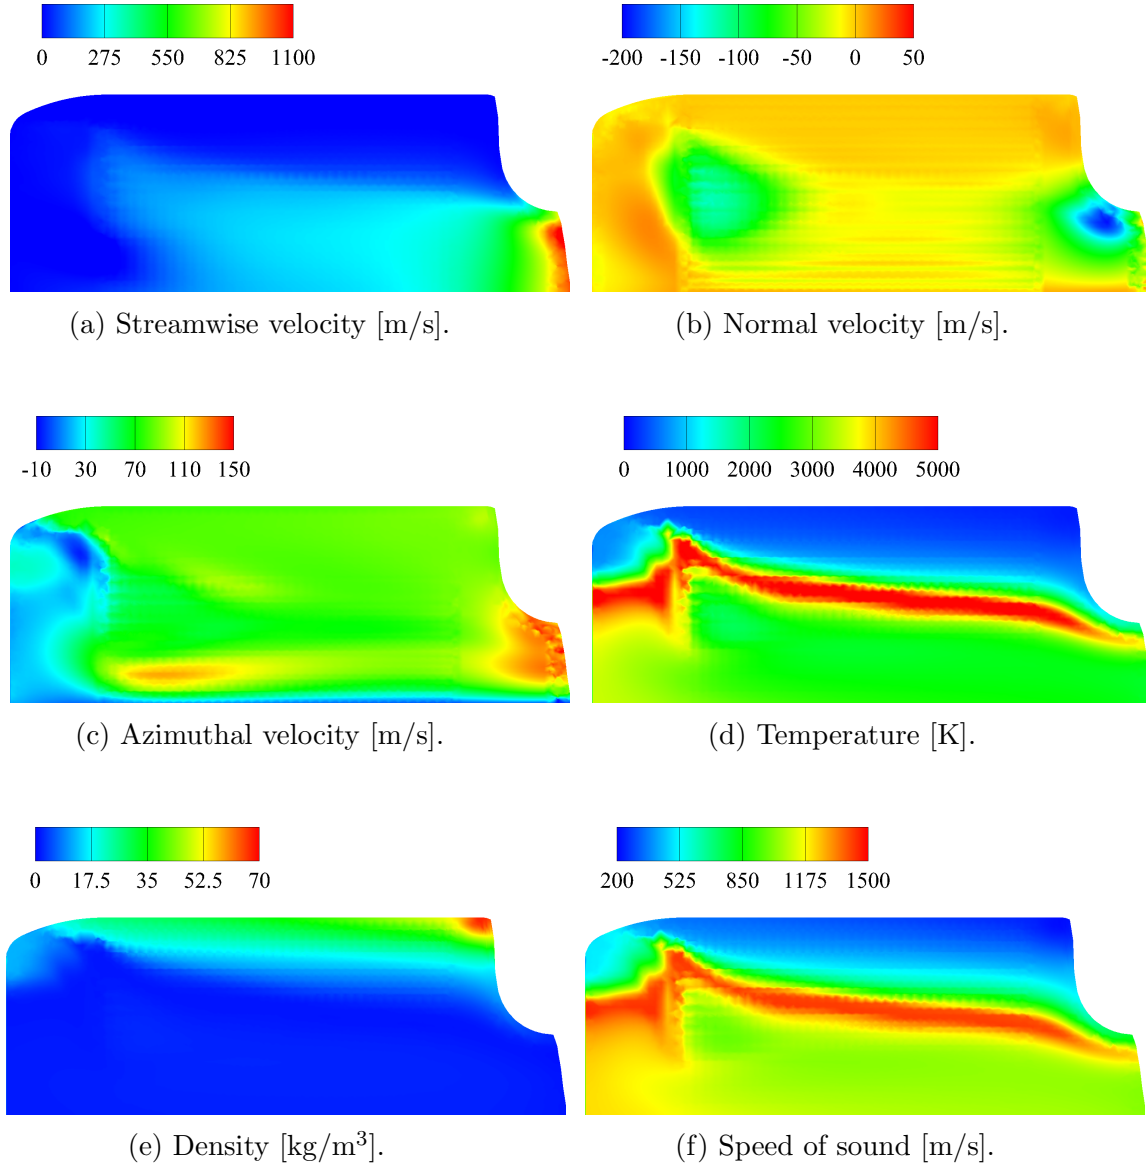 0 275 550 825 1100
-200 -150 -100 -50 0 50
(a) Streamwise velocity [m/s].
(b) Normal velocity [m/s].
-10 30 70 110 150
0 1000 2000 3000 4000 5000
(c) Azimuthal velocity [m/s].
(d) Temperature [K].
0 17.5 35 52.5 70
200 525 850 1175 1500
(e) Density [kg/m³].
(f) Speed of sound [m/s].